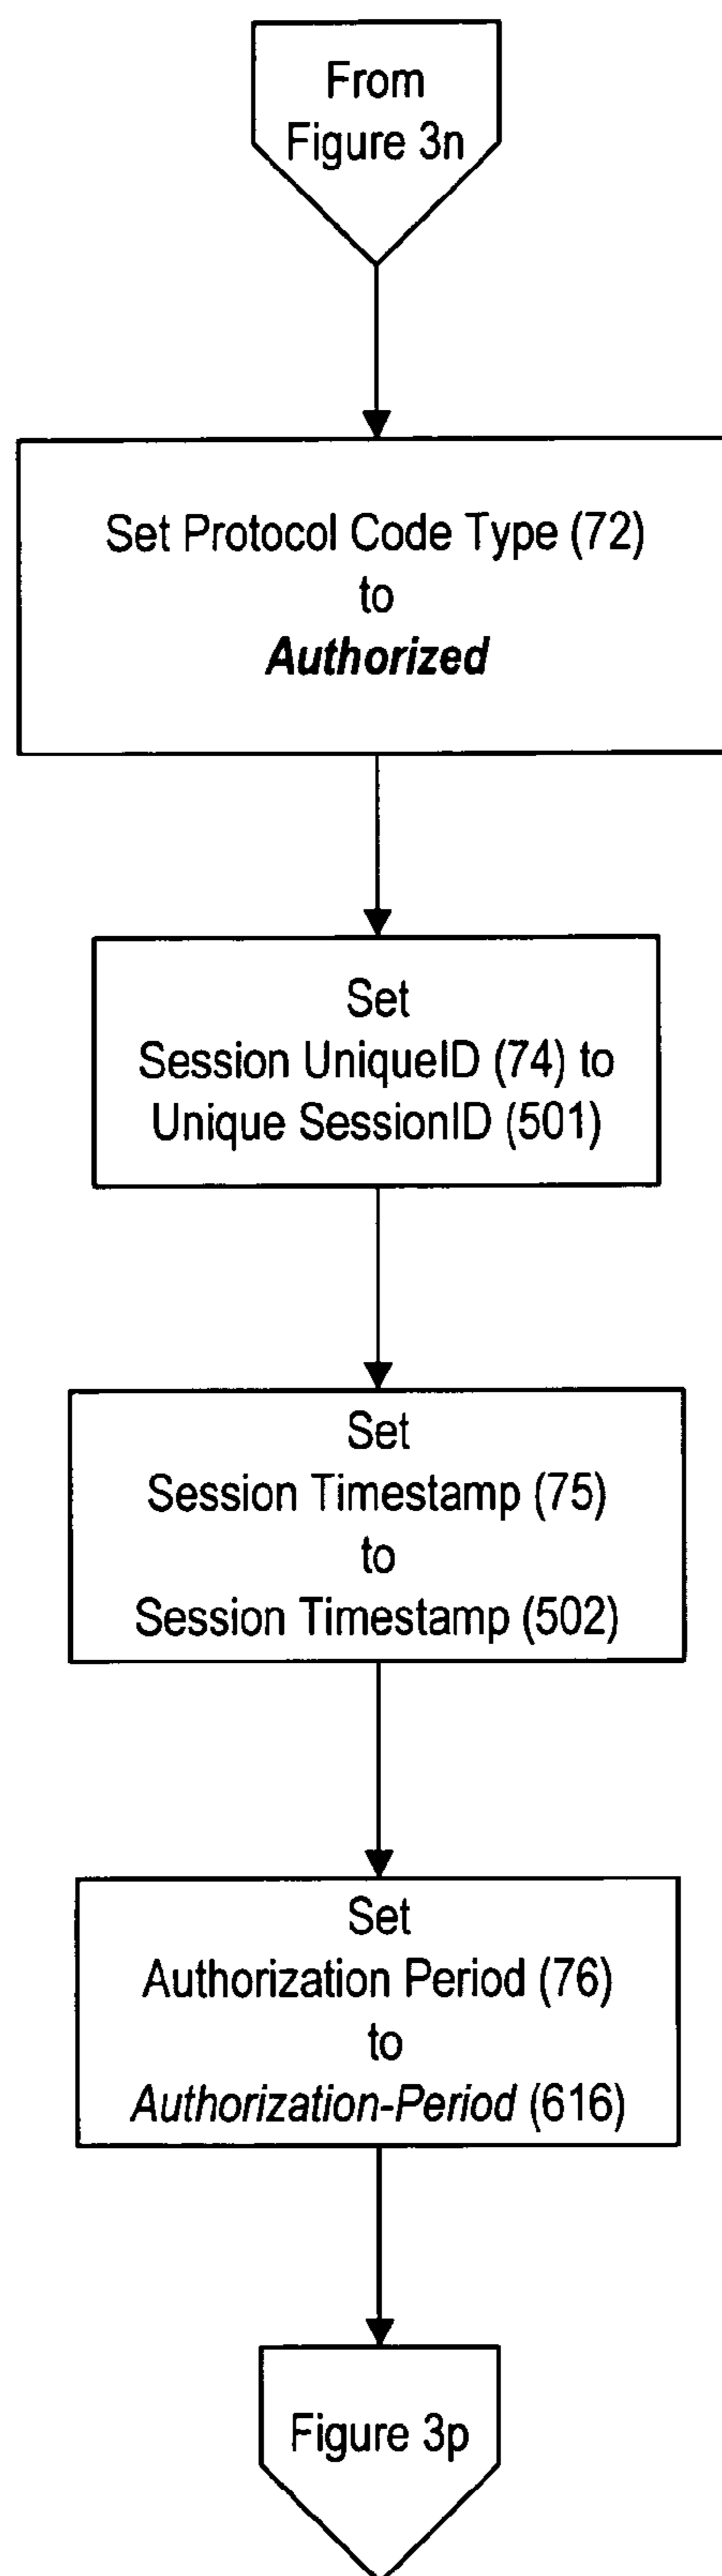 From
Figure 3n
Set Protocol Code Type (72)
to
Authorized
Set
Session UniqueID (74) to
Unique SessionID (501)
Set
Session Timestamp (75)
to
Session Timestamp (502)
Set
Authorization Period (76)
to
Authorization-Period (616)
Figure 3p